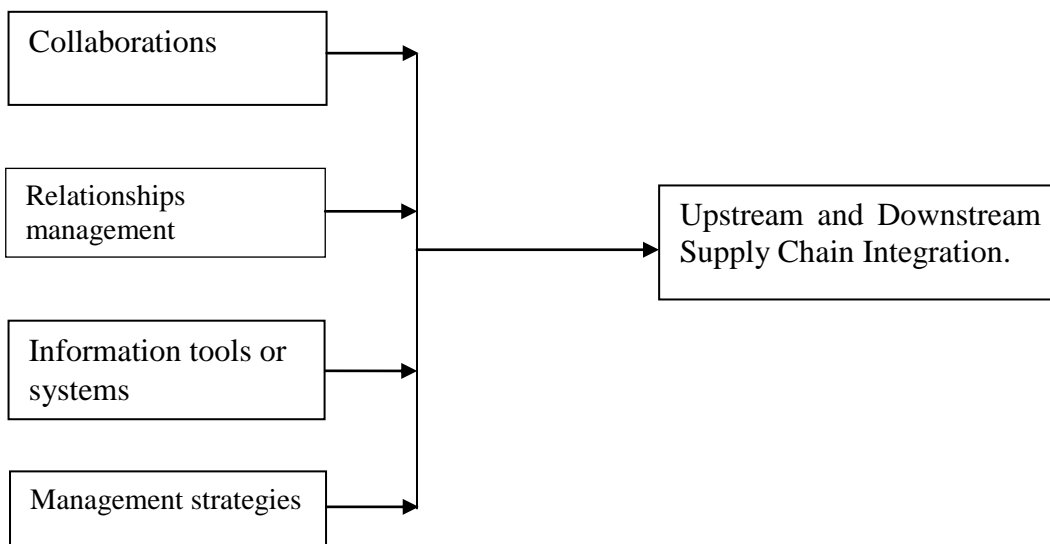 Collaborations
Relationships
management
Upstream and Downstream
Supply Chain Integration.
Information tools or
systems
Management strategies